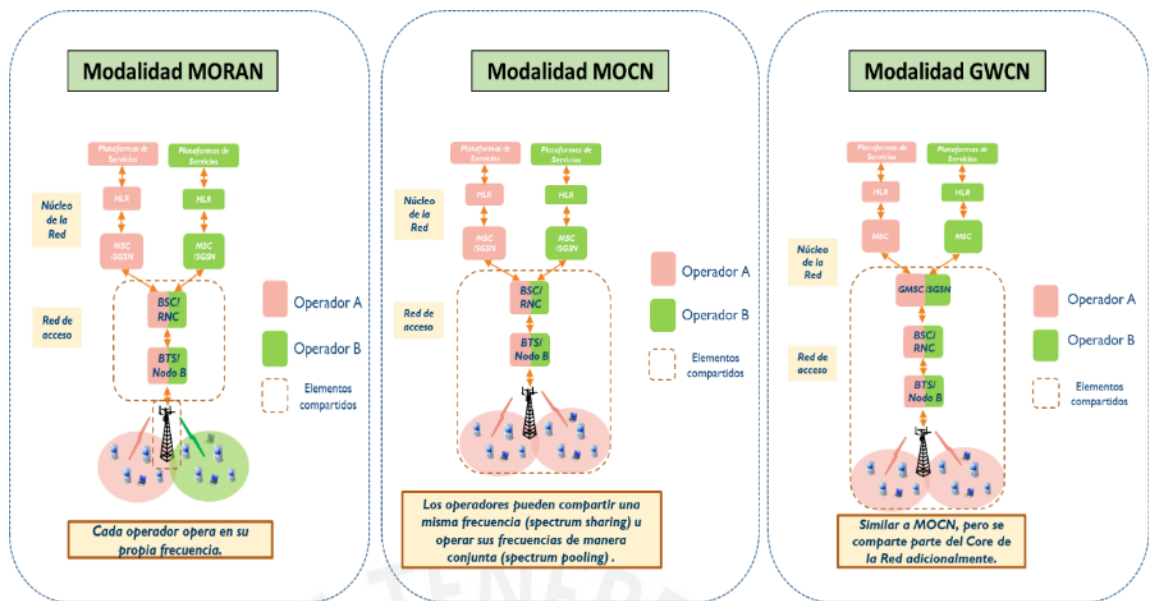 Modalidad MORAN
Plataformas de
Servicios
Plataformas de
Servicios
HLR
HLR
Núcleo
de la
Red
MSC
/SGSN
MSC
/SGSN
BSC/
RNC
Red de
acceso
BTS/
Nodo B
Operador A
Operador B
Elementos
compartidos
Cada operador opera en su
propia frecuencia.
Modalidad MOCN
Plataformas de
Servicios
Plataformas de
Servicios
HLR
HLR
Núcleo
de la
Red
MSC
/SGSN
MSC
/SGSN
BSC/
RNC
Red de
acceso
BTS/
Nodo B
Operador A
Operador B
Elementos
compartidos
Los operadores pueden compartir una
misma frecuencia (spectrum sharing) u
operar sus frecuencias de manera
conjunta (spectrum pooling) .
Modalidad GWCN
Plataformas de
Servicios
Plataformas de
Servicios
HLR
HLR
MSC
MSC
Núcleo
de la
Red
GMSC /SGSN
BSC/
RNC
Red de
acceso
BTS/
Nodo B
Operador A
Operador B
Elementos
compartidos
Similar a MOCN, pero se
comparte parte del Core de
la Red adicionalmente.
TENEBR